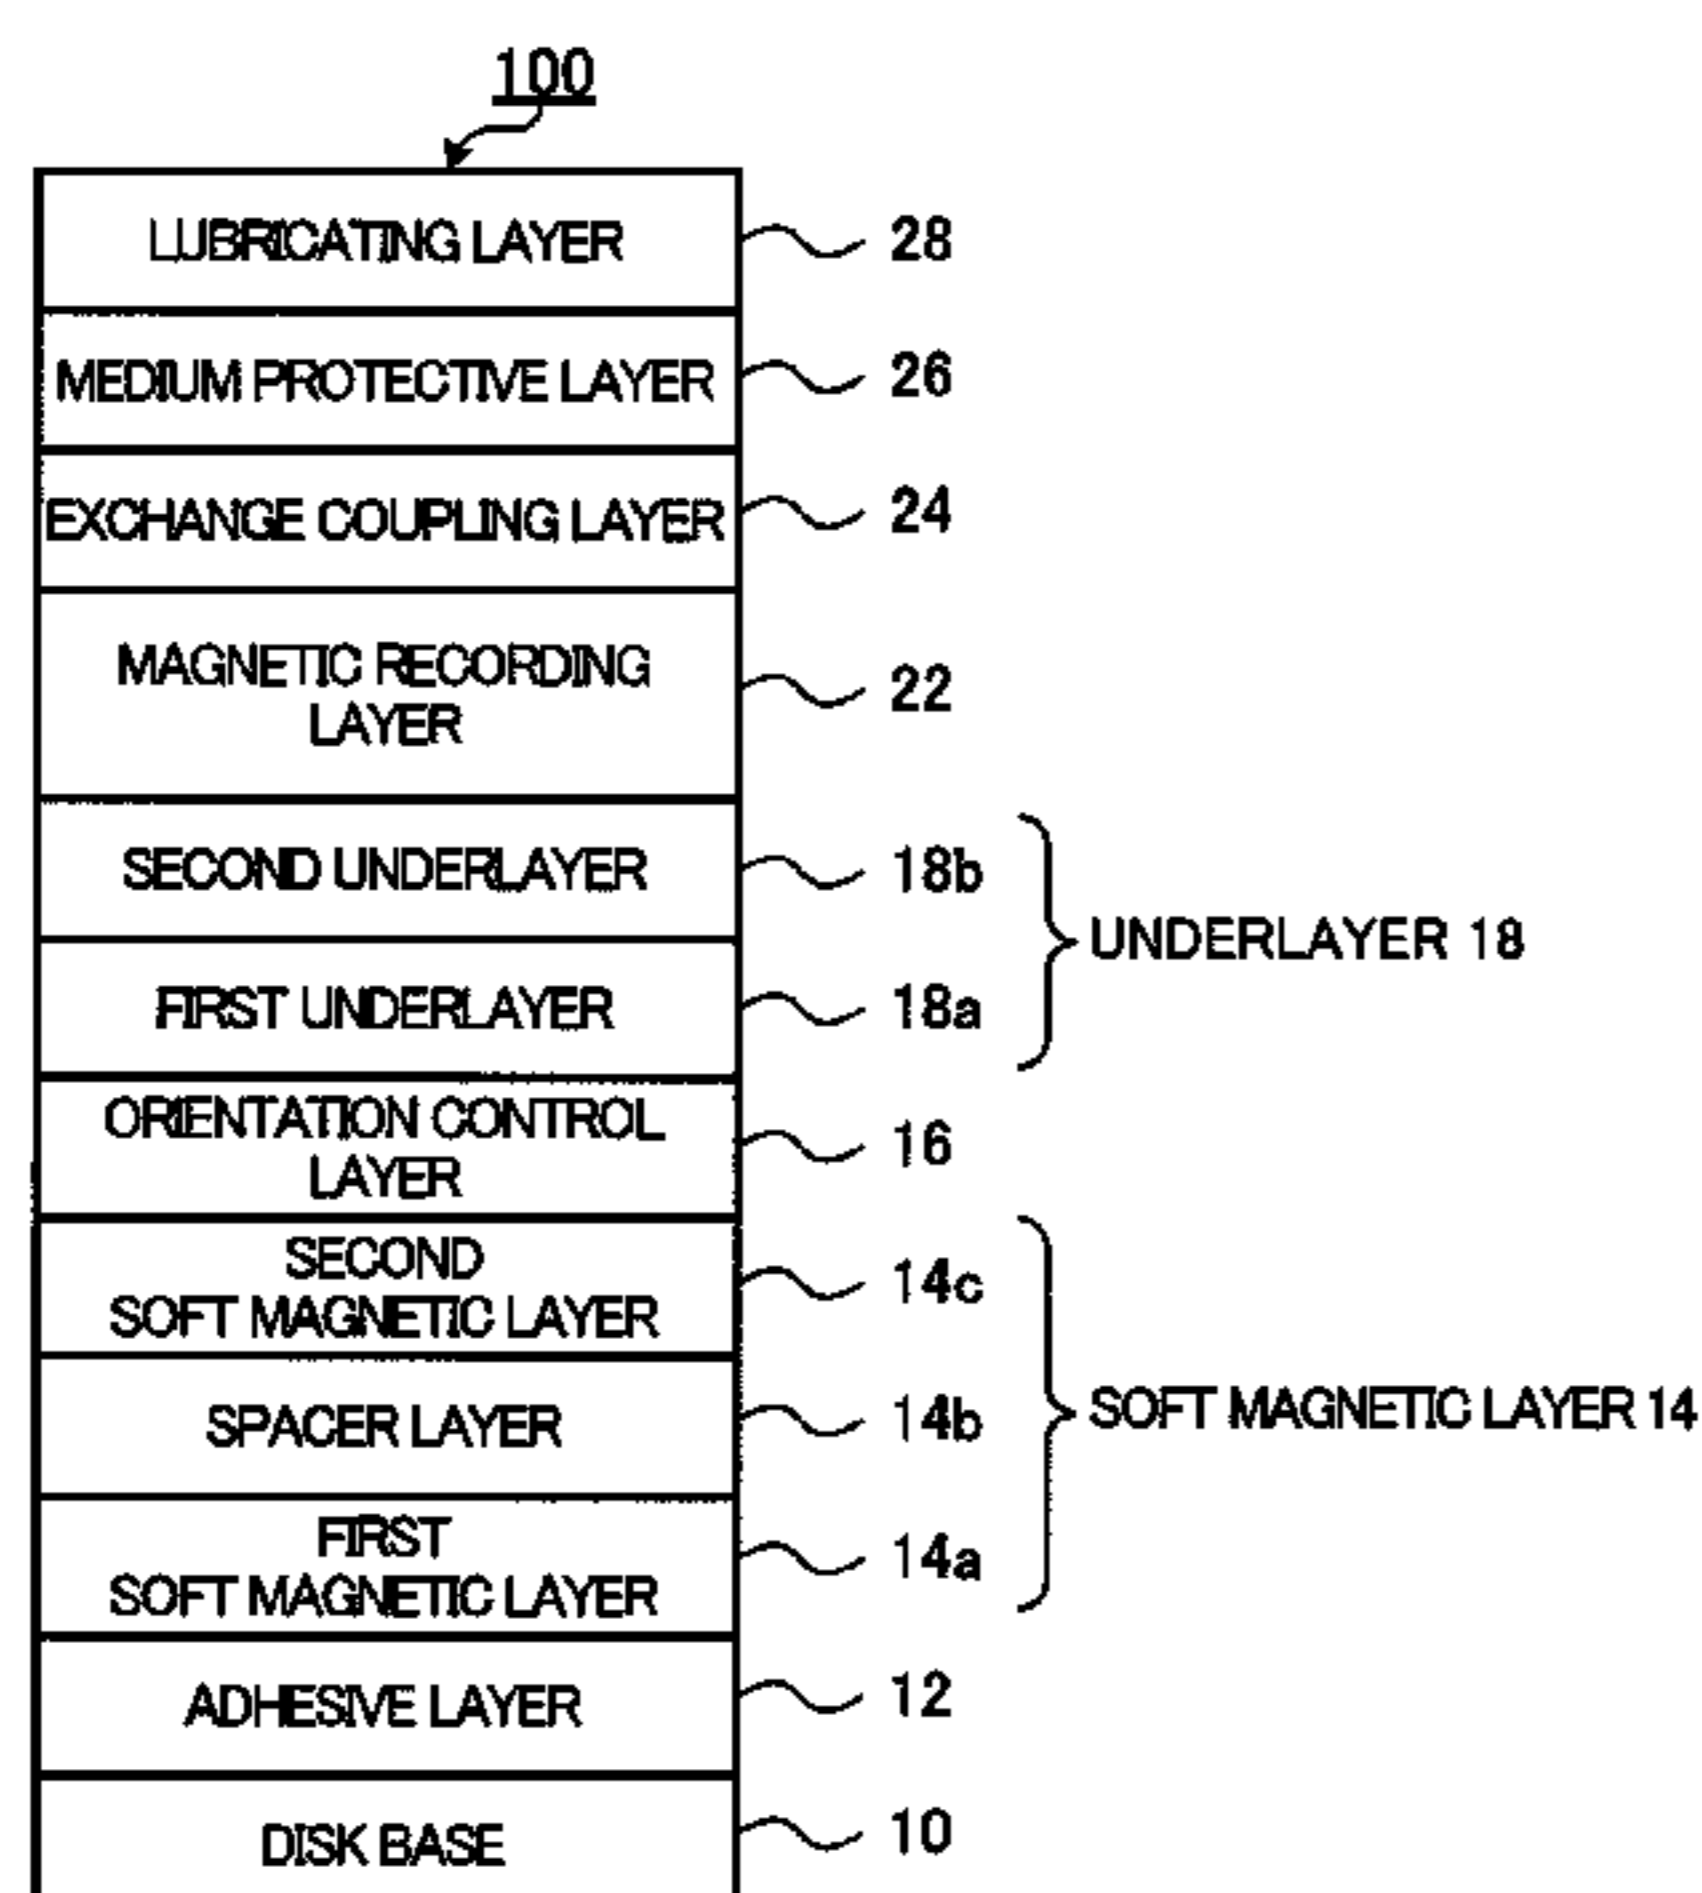 100
LUBRICATING LAYER 28
MEDIUM PROTECTIVE LAYER 26
EXCHANGE COUPLING LAYER 24
MAGNETIC RECORDING
LAYER
22
SECOND UNDERLAYER 18b
UNDERLAYER 18
FIRST UNDERLAYER 18a
ORIENTATION CONTROL
LAYER
16
SECOND
SOFT MAGNETIC LAYER
14c
SPACER LAYER 14b
SOFT MAGNETIC LAYER 14
FIRST
SOFT MAGNETIC LAYER
14a
ADHESIVE LAYER 12
DISK BASE 10